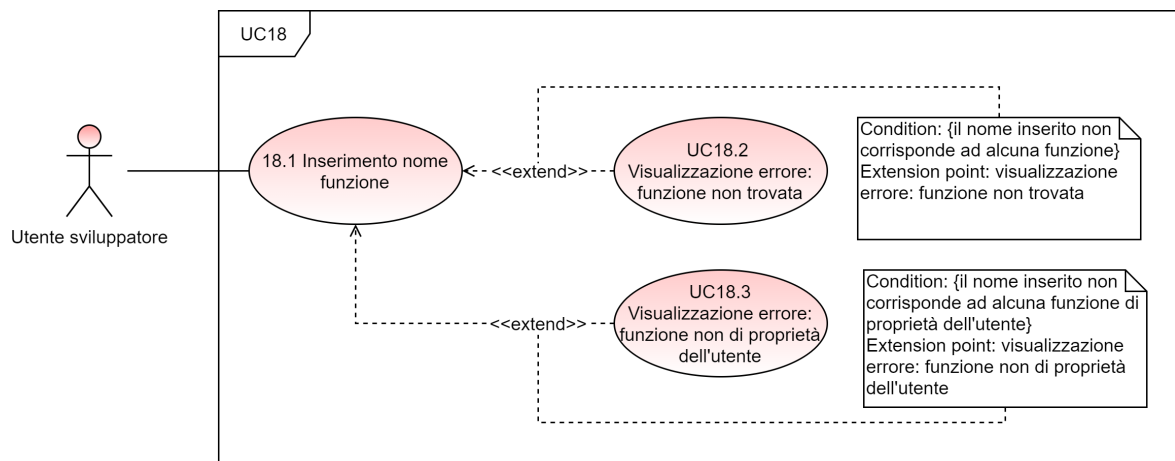 UC18
Utente sviluppatore
18.1 Inserimento nome
funzione
<<extend>>
UC18.2
Visualizzazione errore:
funzione non trovata
Condition: {il nome inserito non
corrisponde ad alcuna funzione}
Extension point: visualizzazione
errore: funzione non trovata
<<extend>>
UC18.3
Visualizzazione errore:
funzione non di proprietà
dell'utente
Condition: {il nome inserito non
corrisponde ad alcuna funzione di
proprietà dell'utente}
Extension point: visualizzazione
errore: funzione non di proprietà
dell'utente